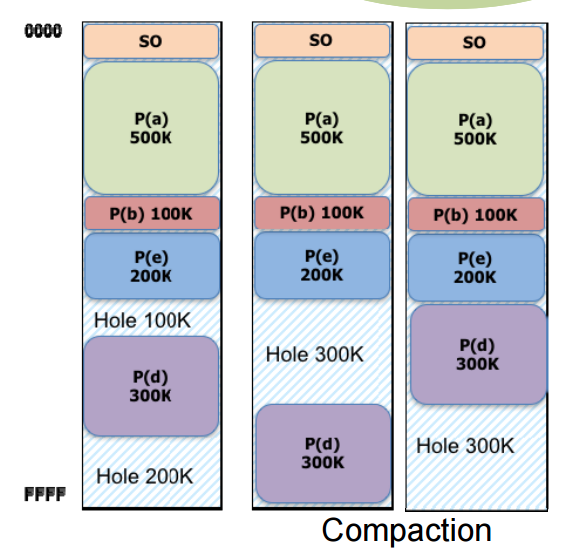 0000
SO
P(a)
500K
P(b) 100K
P(e)
200K
Hole 100K
P(d)
300K
Hole 200K
FFFF
SO
P(a)
500K
P(b) 100K
P(e)
200K
Hole 300K
P(d)
300K
SO
P(a)
500K
P(b) 100K
P(e)
200K
P(d)
300K
Hole 300K
Compaction